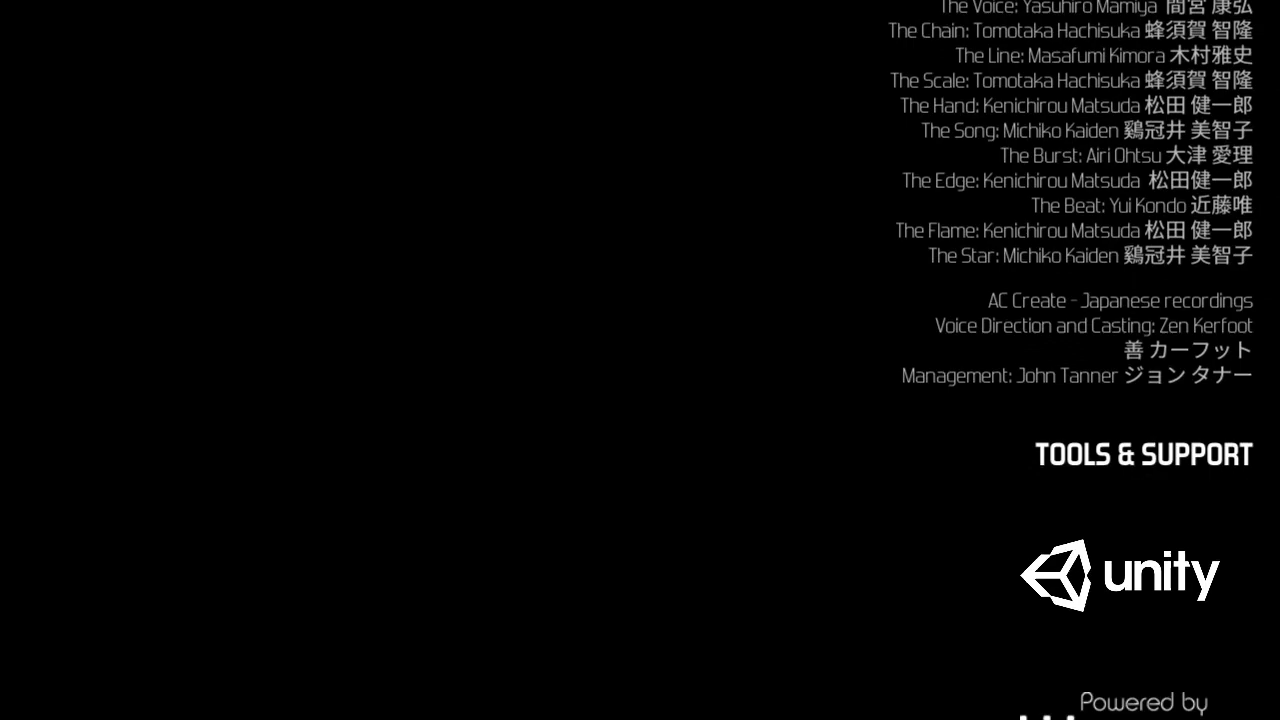 The Voice: Yasuhiro Mamiya 間宮 康弘
The Chain: Tomotaka Hachisuka 蜂須賀 智隆
The Line: Masafumi Kimora 木村雅史
The Scale: Tomotaka Hachisuka 蜂須賀 智隆
The Hand: Kenichirou Matsuda 松田 健一郎
The Song: Michiko Kaiden 鷄冠井 美智子
The Burst: Airi Ohtsu 大津 愛理
The Edge: Kenichirou Matsuda 松田健一郎
The Beat: Yui Kondo 近藤唯
The Flame: Kenichirou Matsuda 松田 健一郎
The Star: Michiko Kaiden 鷄冠井 美智子
AC Create - Japanese recordings
Voice Direction and Casting: Zen Kerfoot
善 カーフット
Management: John Tanner ジョン タナー
TOOLS & SUPPORT
unity
Powered by